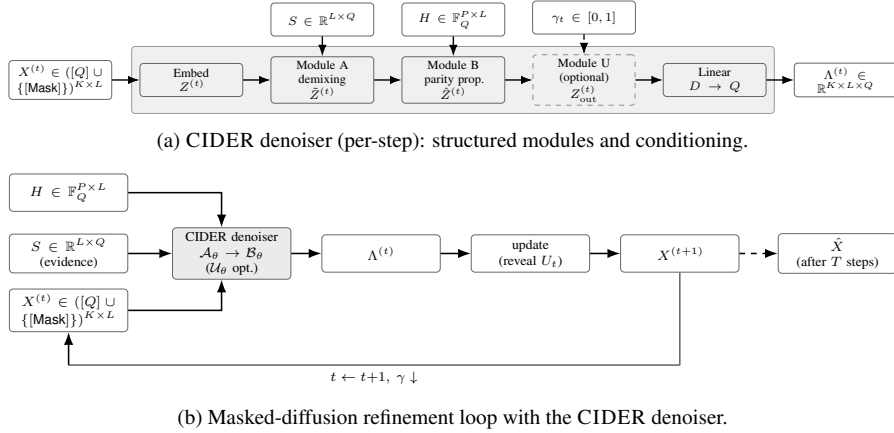 S ∈ ℝ^{L×Q}
H ∈ 𝔽_Q^{P×L}
γ_t ∈ [0, 1]
X^{(t)} ∈ ([Q] ∪
{[Mask]})^{K×L}
Embed
Z^{(t)}
Module A
demixing
Z̃^{(t)}
Module B
parity prop.
Ẑ^{(t)}
Module U
(optional)
Z_{out}^{(t)}
Linear
D → Q
Λ^{(t)} ∈
ℝ^{K×L×Q}
(a) CIDER denoiser (per-step): structured modules and conditioning.
H ∈ 𝔽_Q^{P×L}
S ∈ ℝ^{L×Q}
(evidence)
X^{(t)} ∈ ([Q] ∪
{[Mask]})^{K×L}
CIDER denoiser
𝒜_θ → ℬ_θ
(𝒰_θ opt.)
Λ^{(t)}
update
(reveal U_t)
X^{(t+1)}
X̂
(after T steps)
t ← t+1, γ ↓
(b) Masked-diffusion refinement loop with the CIDER denoiser.